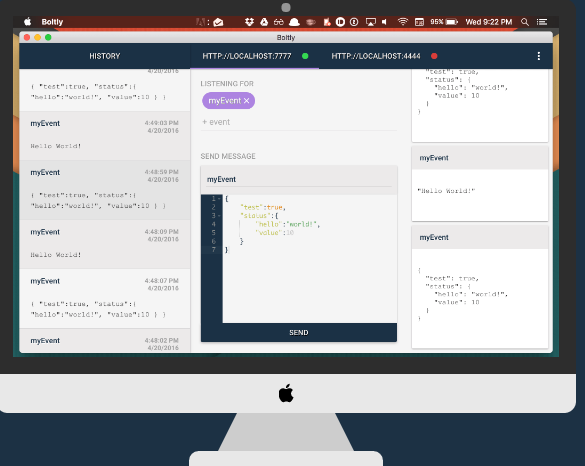 Boltly
95%
Wed 9:22 PM
Boltly
HISTORY
HTTP://LOCALHOST:7777
HTTP://LOCALHOST:4444
4/20/2016
{ "test":true, "status":{
"hello":"world!", "value":10 } }
myEvent
4:49:03 PM
4/20/2016
Hello World!
myEvent
4:48:59 PM
4/20/2016
{ "test":true, "status":{
"hello":"world!", "value":10 } }
myEvent
4:48:09 PM
4/20/2016
Hello World!
myEvent
4:48:07 PM
4/20/2016
{ "test":true, "status":{
"hello":"world!", "value":10 } }
myEvent
4:48:02 PM
4/20/2016
LISTENING FOR
myEvent ×
+ event
SEND MESSAGE
myEvent
1 {
2 "test":true,
3 "status":{
4 "hello":"world!",
5 "value":10
6 }
7 }
SEND
"test": true,
"status": {
"hello": "world!",
"value": 10
}
}
myEvent
"Hello World!"
myEvent
{
"test": true,
"status": {
"hello": "world!",
"value": 10
}
}